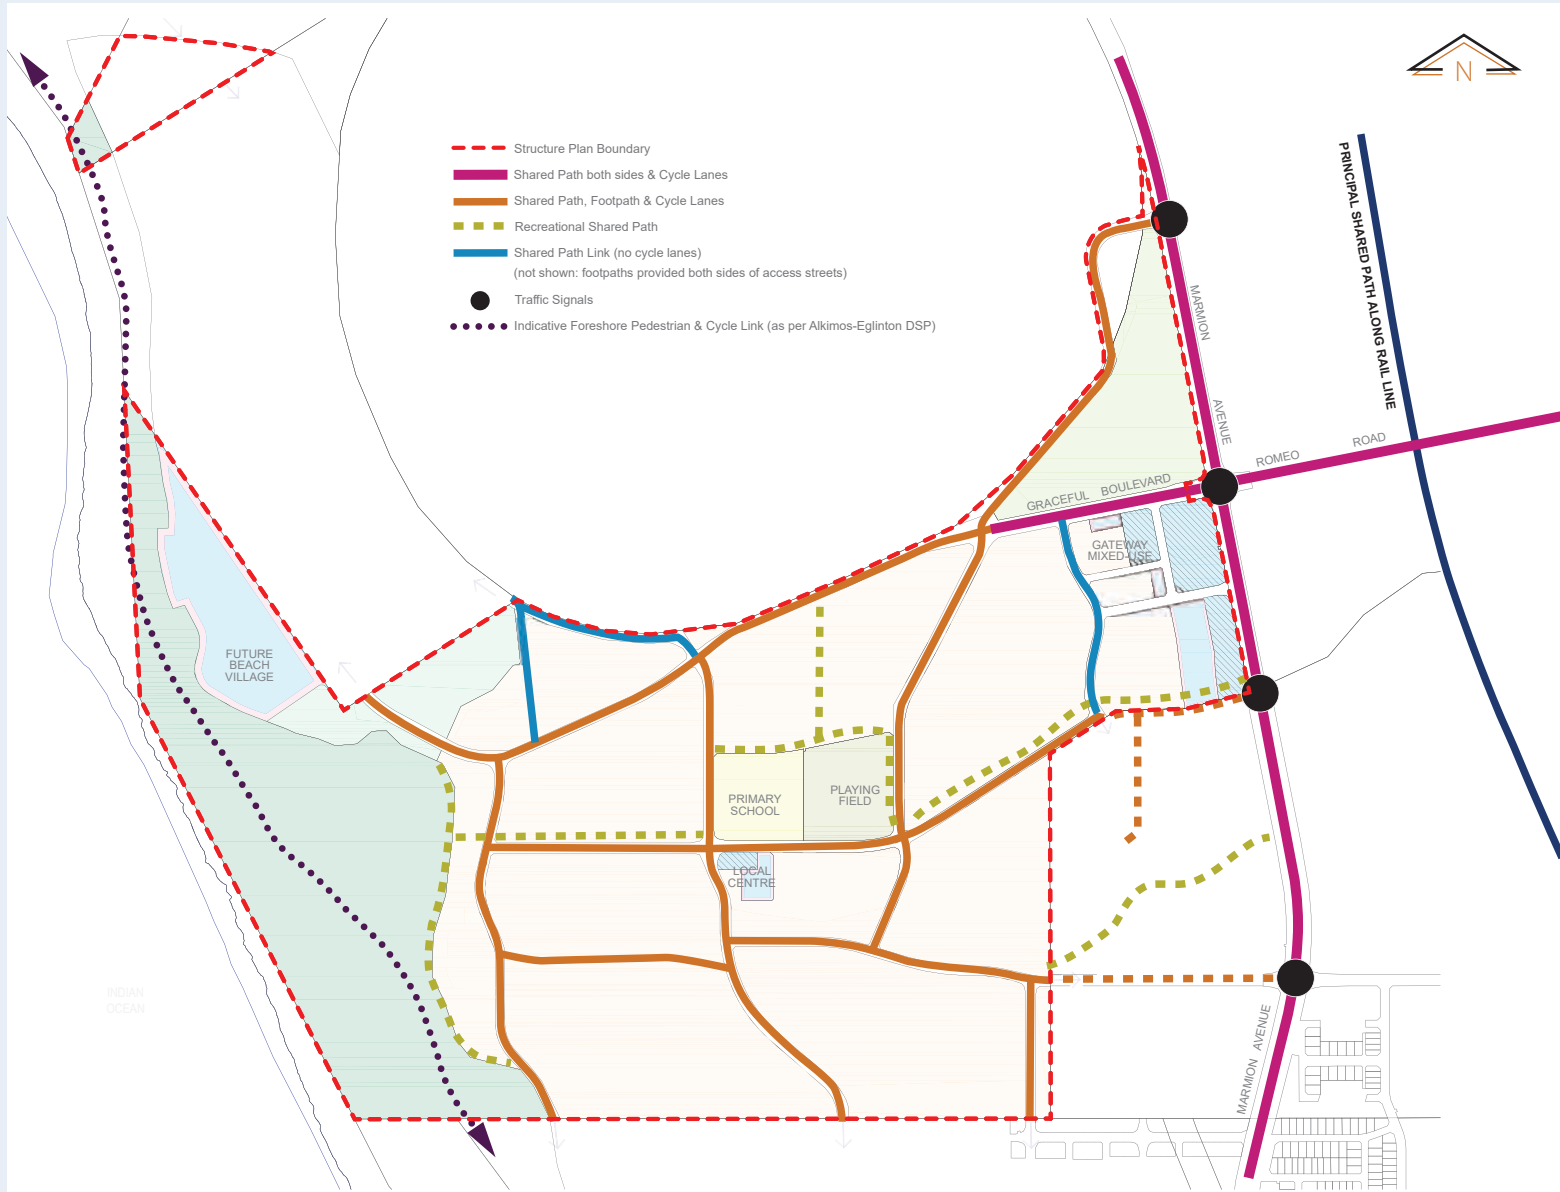 N
Structure Plan Boundary
Shared Path both sides & Cycle Lanes
Shared Path, Footpath & Cycle Lanes
Recreational Shared Path
Shared Path Link (no cycle lanes)
(not shown: footpaths provided both sides of access streets)
Traffic Signals
Indicative Foreshore Pedestrian & Cycle Link (as per Alkimos-Eglinton DSP)
PRINCIPAL SHARED PATH ALONG RAIL LINE
MARMION AVENUE
ROMEO ROAD
GRACEFUL BOULEVARD
GATEWAY
MIXED-USE
FUTURE
BEACH
VILLAGE
PRIMARY
SCHOOL
PLAYING
FIELD
LOCAL
CENTRE
INDIAN
OCEAN
MARMION AVENUE